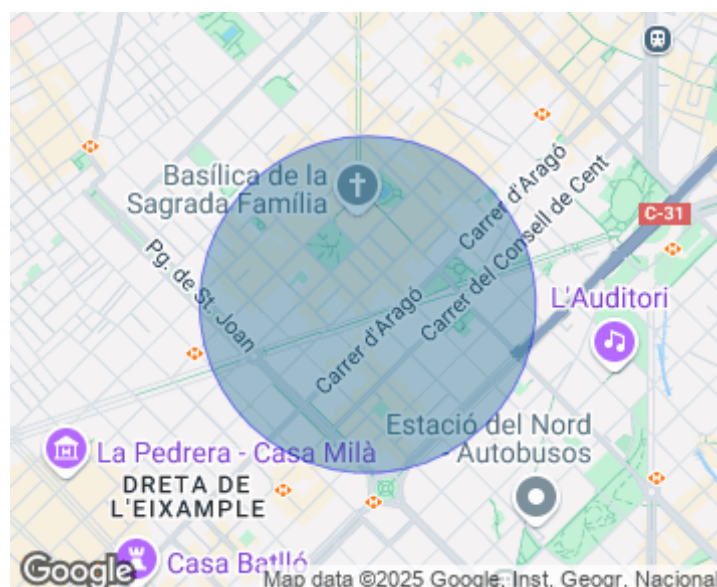 Basílica de la
Sagrada Família
Carrer d'Aragó
Carrer del Consell de Cent
C-31
Pg. de St. Joan
L'Auditori
Carrer d'Aragó
Estació del Nord
- Autobusos
La Pedrera - Casa Milà
DRETA DE
L'EIXAMPLE
Casa Batlló
Google
Map data ©2025 Google, Inst. Geogr. Nacional